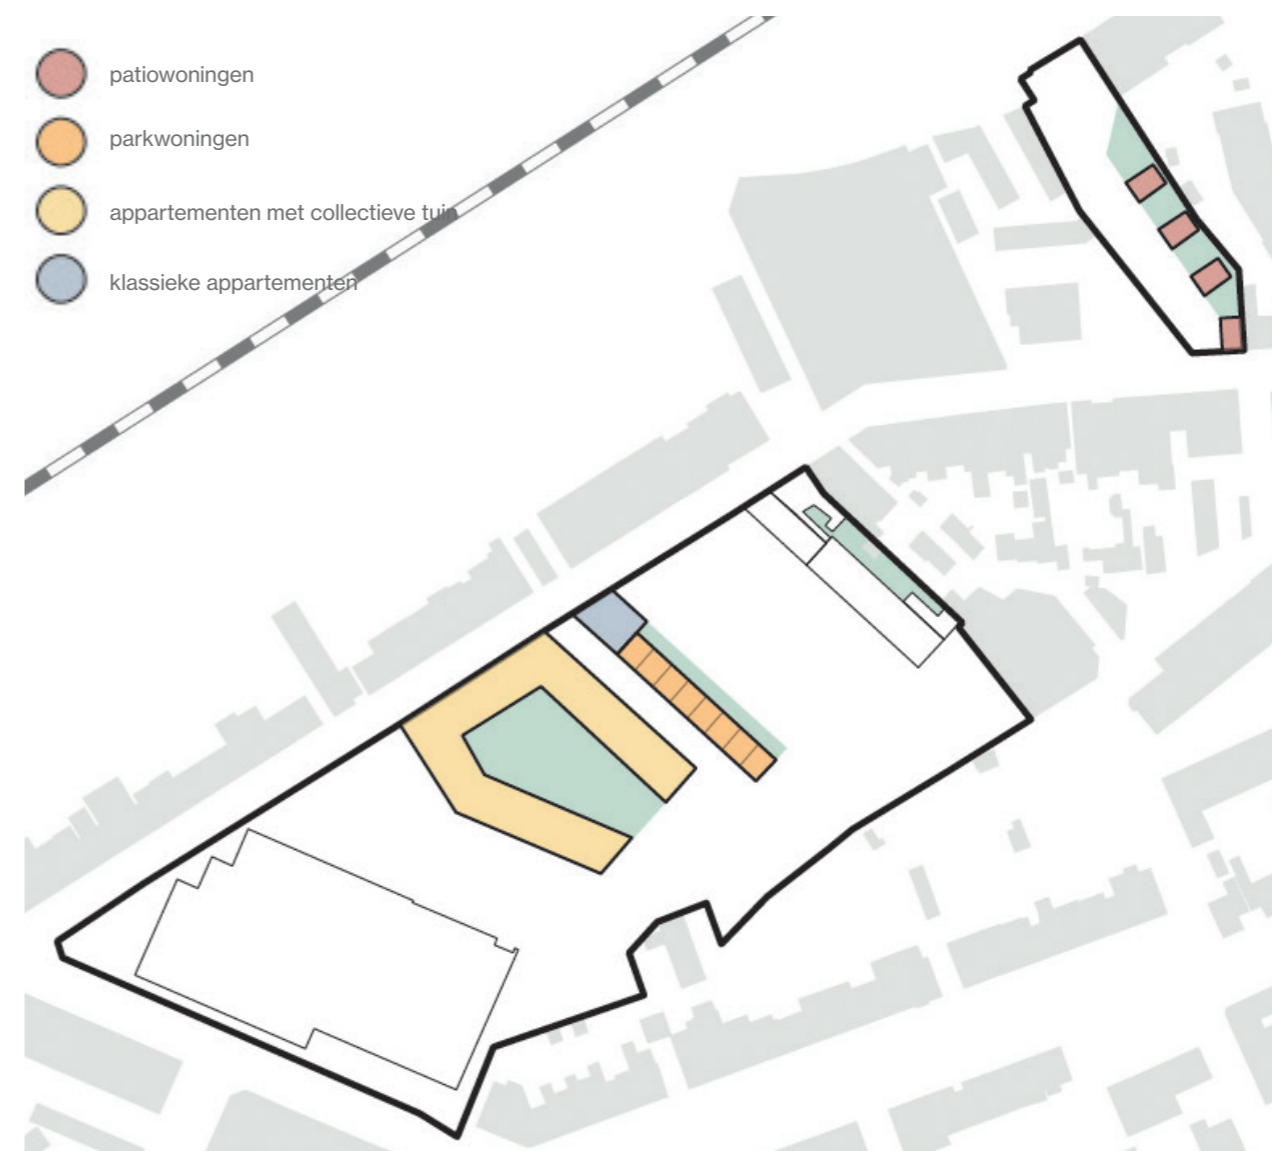 patiowoningen
parkwoningen
appartementen met collectieve tuin
klassieke appartementen